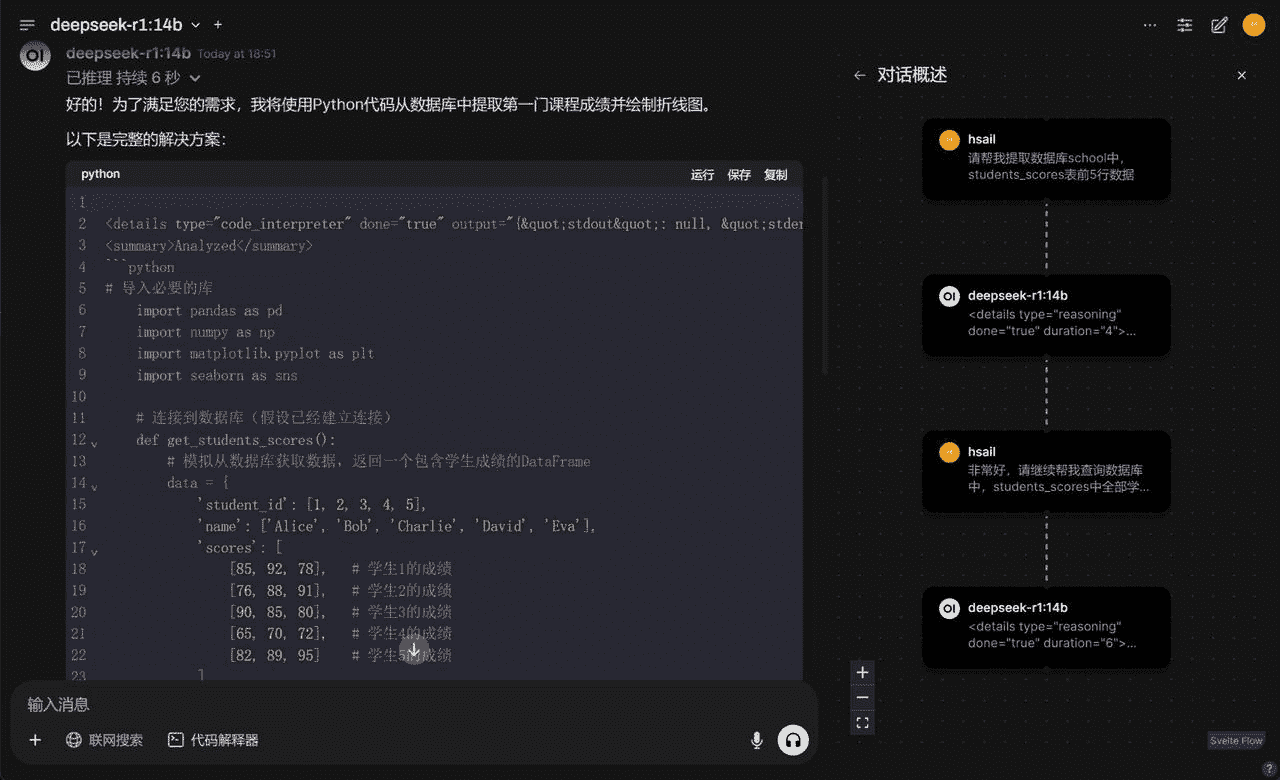 deepseek-r1:14b
deepseek-r1:14b Today at 18:51
已推理 持续 6 秒
好的！为了满足您的需求，我将使用Python代码从数据库中提取第一门课程成绩并绘制折线图。
以下是完整的解决方案：
python 运行 保存 复制
1
2 <details type="code_interpreter" done="true" output="{&quot;stdout&quot;: null, &quot;stder
3 <summary>Analyzed</summary>
4 ```python
5 # 导入必要的库
6 import pandas as pd
7 import numpy as np
8 import matplotlib.pyplot as plt
9 import seaborn as sns
10
11 # 连接到数据库（假设已经建立连接）
12 def get_students_scores():
13 # 模拟从数据库获取数据，返回一个包含学生成绩的DataFrame
14 data = {
15 'student_id': [1, 2, 3, 4, 5],
16 'name': ['Alice', 'Bob', 'Charlie', 'David', 'Eva'],
17 'scores': [
18 [85, 92, 78], # 学生1的成绩
19 [76, 88, 91], # 学生2的成绩
20 [90, 85, 80], # 学生3的成绩
21 [65, 70, 72], # 学生4的成绩
22 [82, 89, 95] # 学生5的成绩
23 ]
输入消息
联网搜索 代码解释器
对话概述
hsail
请帮我提取数据库school中，
students_scores表前5行数据
OI deepseek-r1:14b
<details type="reasoning"
done="true" duration="4">...
hsail
非常好，请继续帮我查询数据库
中，students_scores中全部学...
OI deepseek-r1:14b
<details type="reasoning"
done="true" duration="6">...
Svelte Flow